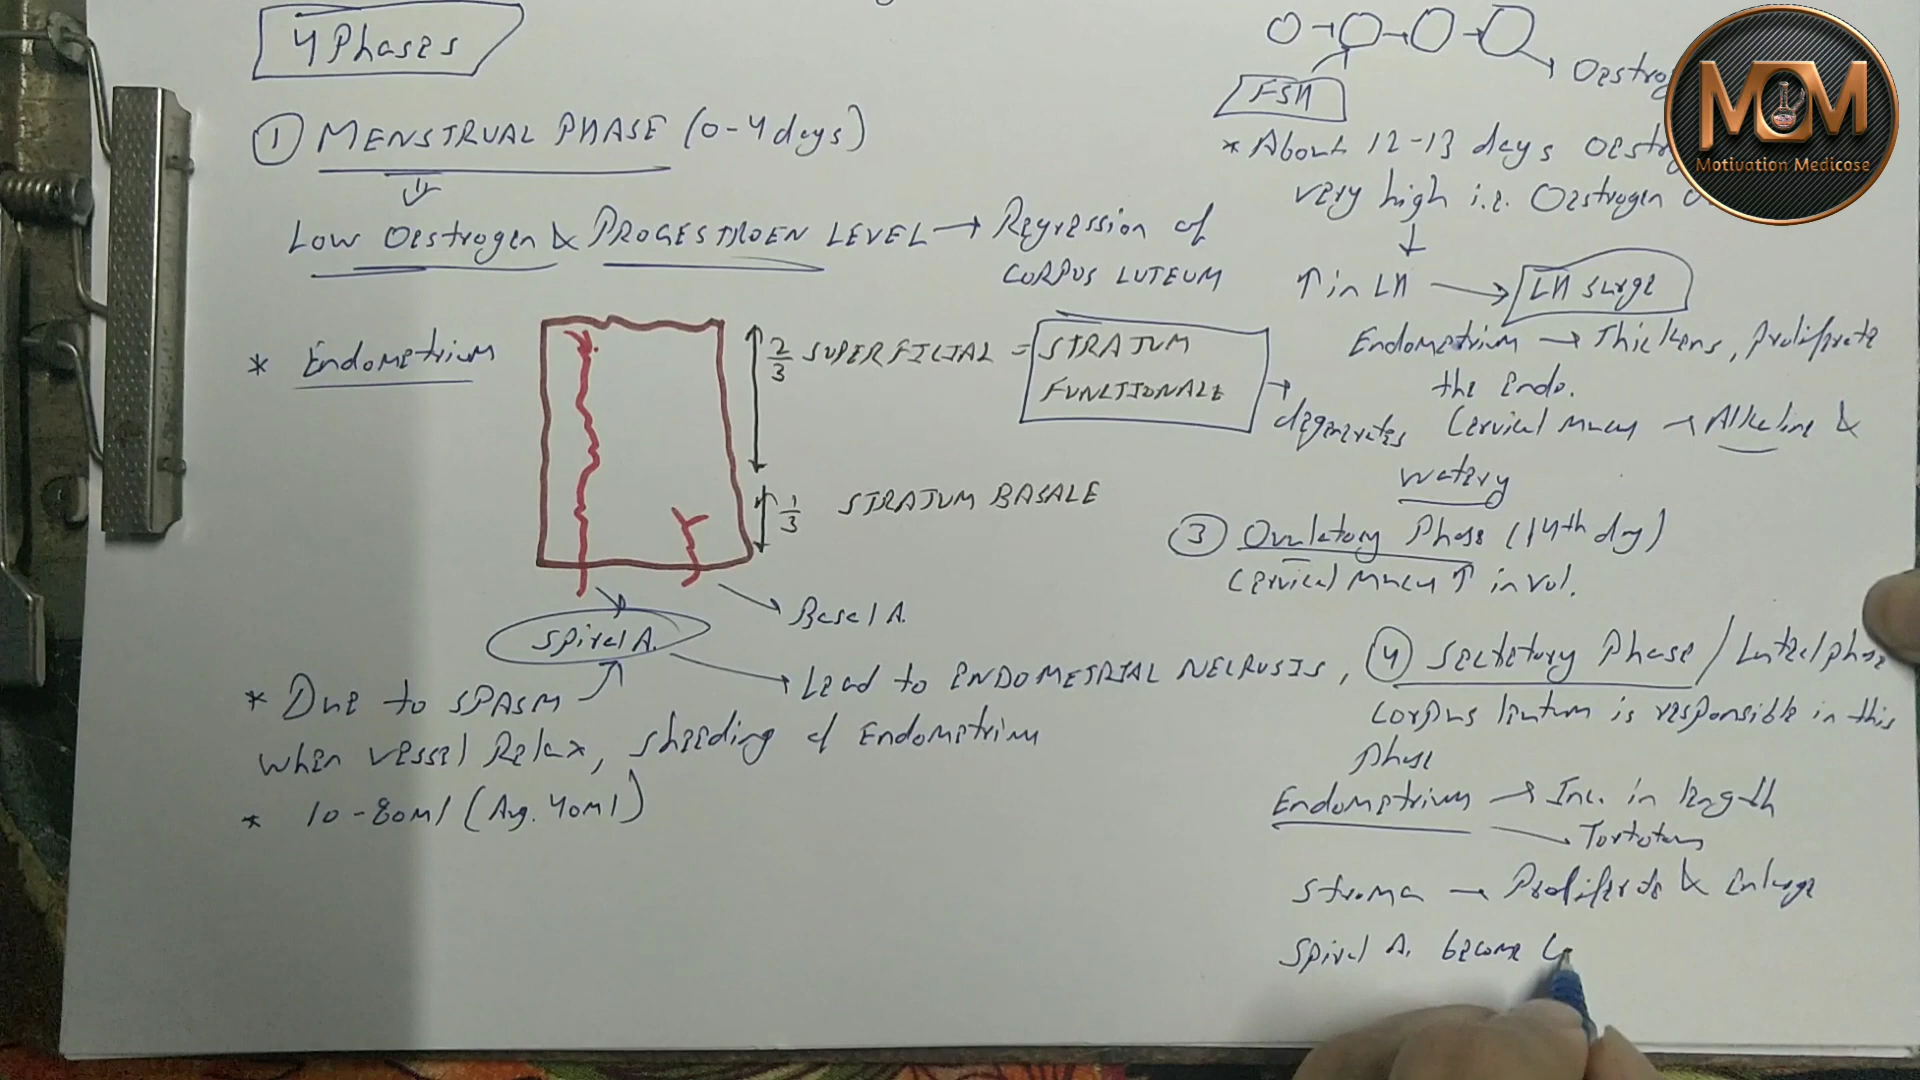 4 Phases
① MENSTRUAL PHASE (0-4 days)
Low Oestrogen & PROGESTROEN LEVEL → Regression of
CORPUS LUTEUM
* Endometrium
2/3 SUPERFICIAL = STRATUM
FUNCTIONALE
→ degenerates
1/3 STRATUM BASALE
Spiral A.
Basal A.
* Due to SPASM
Lead to ENDOMETRIAL NECROSIS,
when vessel Relax, shedding of Endometrium
* 10-80ml (Avg. 40ml)
FSH
Oestrog
* About 12-13 days Oestro
very high i.e. Oestrogen
↑ in LH → LH surge
Endometrium → Thickens, proliferate
the Endo.
Cervical mucus → Alkaline &
watery
③ Ovulatory Phase (14th day)
Cervical mucus ↑ in vol.
④ Secretory Phase / Luteal phase
Corpus leutum is responsible in this
phase
Endometrium → Inc. in length
→ Tortotous
Stroma → Proliferate & Enlarge
Spiral A. become
MOM
Motivation Medicose